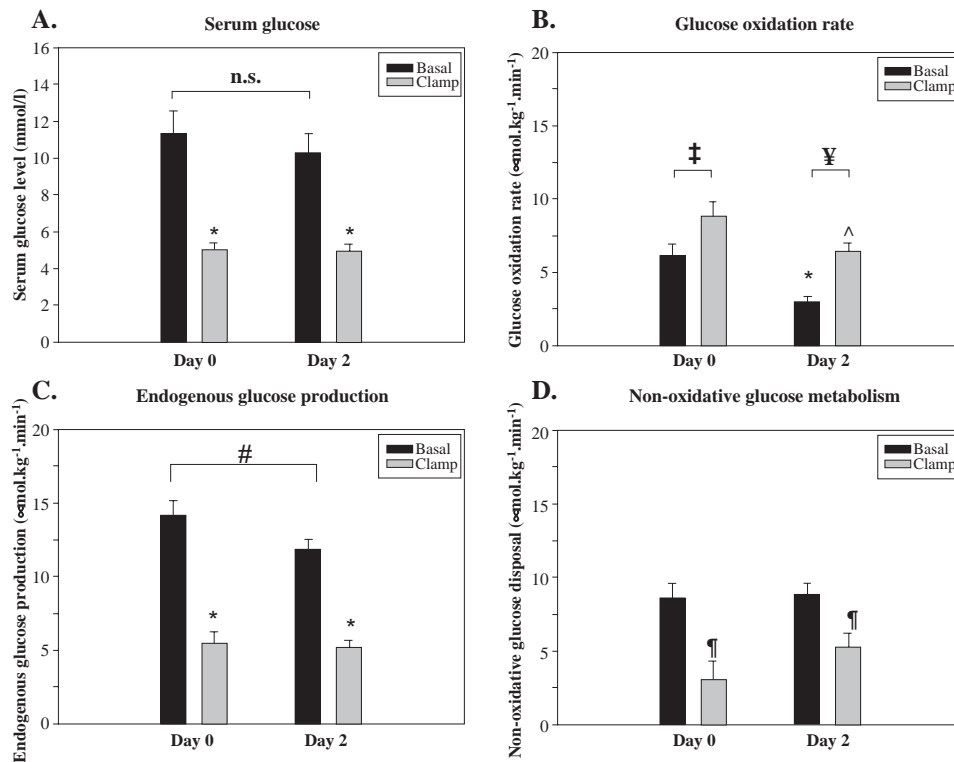 A.
Serum glucose
Serum glucose level (mmol/l)
16
14
12
10
8
6
4
2
0
n.s.
Basal
Clamp
*
*
Day 0
Day 2
B.
Glucose oxidation rate
Glucose oxidation rate (∝mol.kg⁻¹.min⁻¹)
20
15
10
5
0
Basal
Clamp
‡
¥
*
^
Day 0
Day 2
C.
Endogenous glucose production
Endogenous glucose production (∝mol.kg⁻¹.min⁻¹)
20
15
10
5
0
#
Basal
Clamp
*
*
Day 0
Day 2
D.
Non-oxidative glucose metabolism
Non-oxidative glucose disposal (∝mol.kg⁻¹.min⁻¹)
20
15
10
5
0
Basal
Clamp
¶
¶
Day 0
Day 2